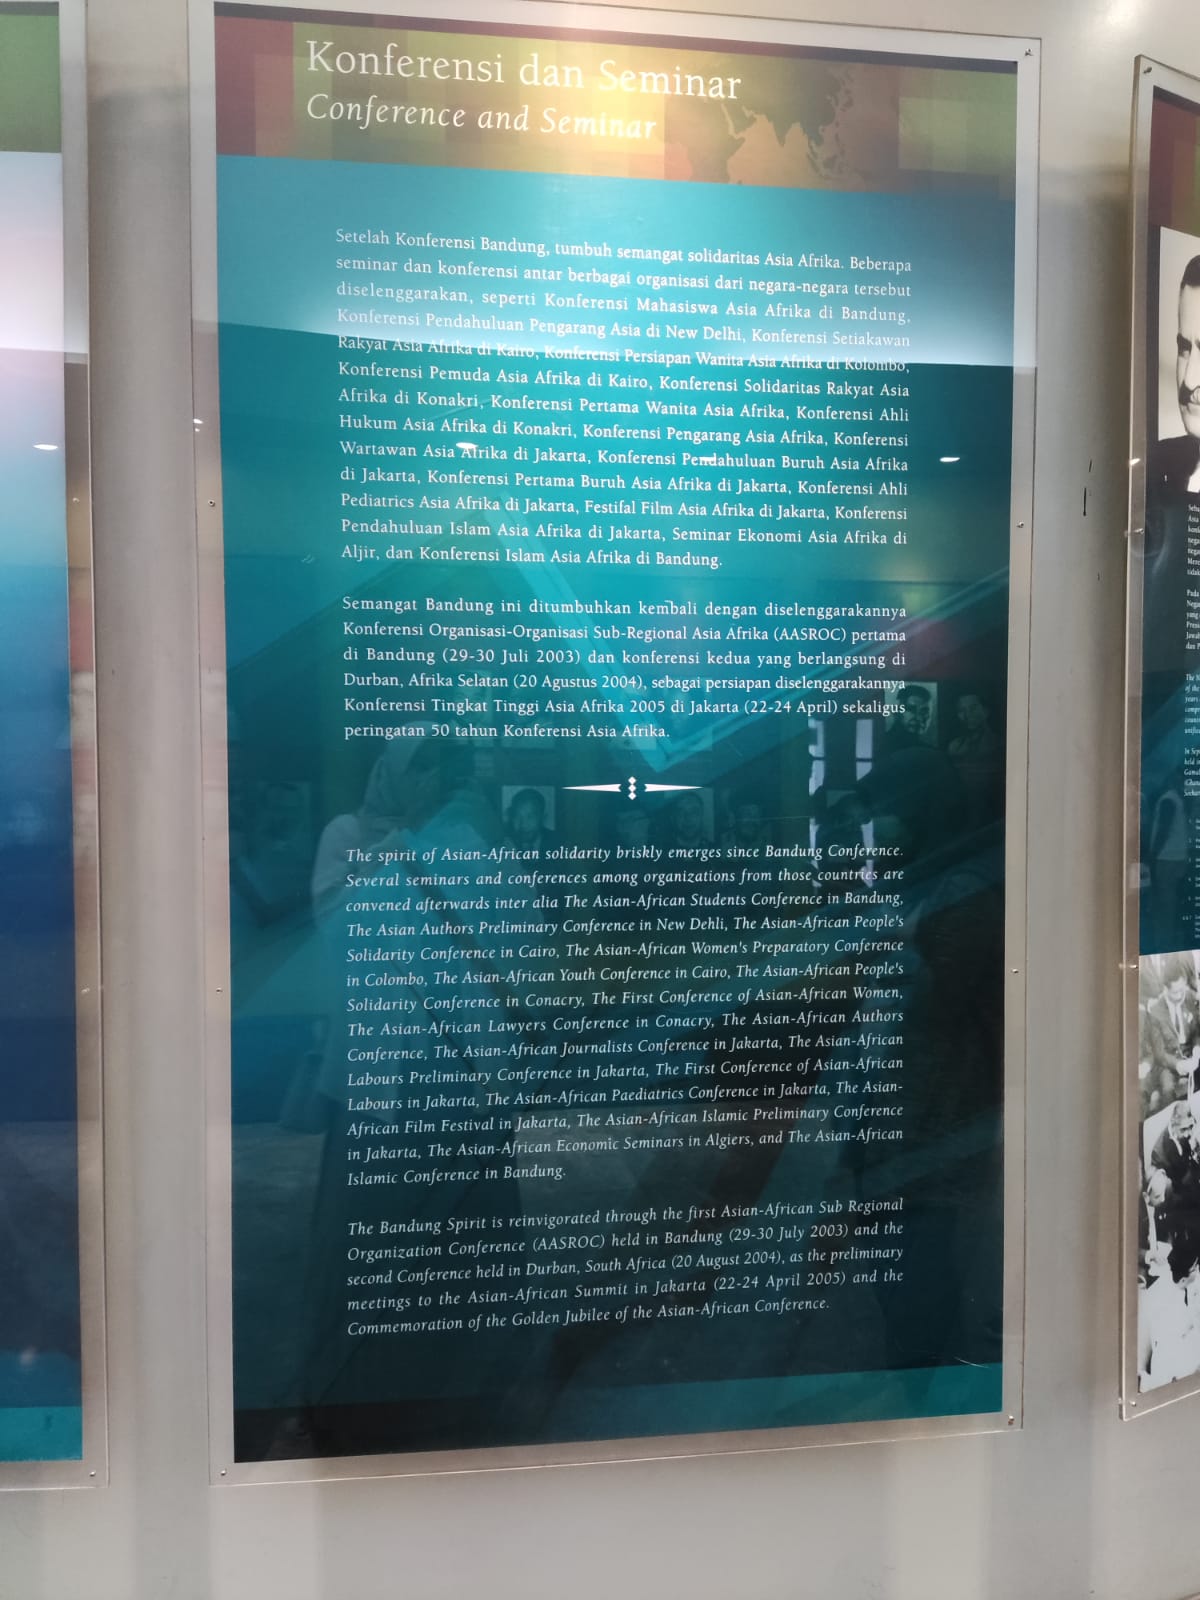 Konferensi dan Seminar
Conference and Seminar
Setelah Konferensi Bandung, tumbuh semangat solidaritas Asia Afrika. Beberapa
seminar dan konferensi antar berbagai organisasi dari negara-negara tersebut
diselenggarakan, seperti Konferensi Mahasiswa Asia Afrika di Bandung,
Konferensi Pendahuluan Pengarang Asia di New Delhi, Konferensi Setiakawan
Rakyat Asia Afrika di Kairo, Konferensi Persiapan Wanita Asia Afrika di Kolombo,
Konferensi Pemuda Asia Afrika di Kairo, Konferensi Solidaritas Rakyat Asia
Afrika di Konakri, Konferensi Pertama Wanita Asia Afrika, Konferensi Ahli
Hukum Asia Afrika di Konakri, Konferensi Pengarang Asia Afrika, Konferensi
Wartawan Asia Afrika di Jakarta, Konferensi Pendahuluan Buruh Asia Afrika
di Jakarta, Konferensi Pertama Buruh Asia Afrika di Jakarta, Konferensi Ahli
Pediatrics Asia Afrika di Jakarta, Festifal Film Asia Afrika di Jakarta, Konferensi
Pendahuluan Islam Asia Afrika di Jakarta, Seminar Ekonomi Asia Afrika di
Aljir, dan Konferensi Islam Asia Afrika di Bandung.
Semangat Bandung ini ditumbuhkan kembali dengan diselenggarakannya
Konferensi Organisasi-Organisasi Sub-Regional Asia Afrika (AASROC) pertama
di Bandung (29-30 Juli 2003) dan konferensi kedua yang berlangsung di
Durban, Afrika Selatan (20 Agustus 2004), sebagai persiapan diselenggarakannya
Konferensi Tingkat Tinggi Asia Afrika 2005 di Jakarta (22-24 April) sekaligus
peringatan 50 tahun Konferensi Asia Afrika.
The spirit of Asian-African solidarity briskly emerges since Bandung Conference.
Several seminars and conferences among organizations from those countries are
convened afterwards inter alia The Asian-African Students Conference in Bandung,
The Asian Authors Preliminary Conference in New Dehli, The Asian-African People's
Solidarity Conference in Cairo, The Asian-African Women's Preparatory Conference
in Colombo, The Asian-African Youth Conference in Cairo, The Asian-African People's
Solidarity Conference in Conacry, The First Conference of Asian-African Women,
The Asian-African Lawyers Conference in Conacry, The Asian-African Authors
Conference, The Asian-African Journalists Conference in Jakarta, The Asian-African
Labours Preliminary Conference in Jakarta, The First Conference of Asian-African
Labours in Jakarta, The Asian-African Paediatrics Conference in Jakarta, The Asian-
African Film Festival in Jakarta, The Asian-African Islamic Preliminary Conference
in Jakarta, The Asian-African Economic Seminars in Algiers, and The Asian-African
Islamic Conference in Bandung.
The Bandung Spirit is reinvigorated through the first Asian-African Sub Regional
Organization Conference (AASROC) held in Bandung (29-30 July 2003) and the
second Conference held in Durban, South Africa (20 August 2004), as the preliminary
meetings to the Asian-African Summit in Jakarta (22-24 April 2005) and the
Commemoration of the Golden Jubilee of the Asian-African Conference.